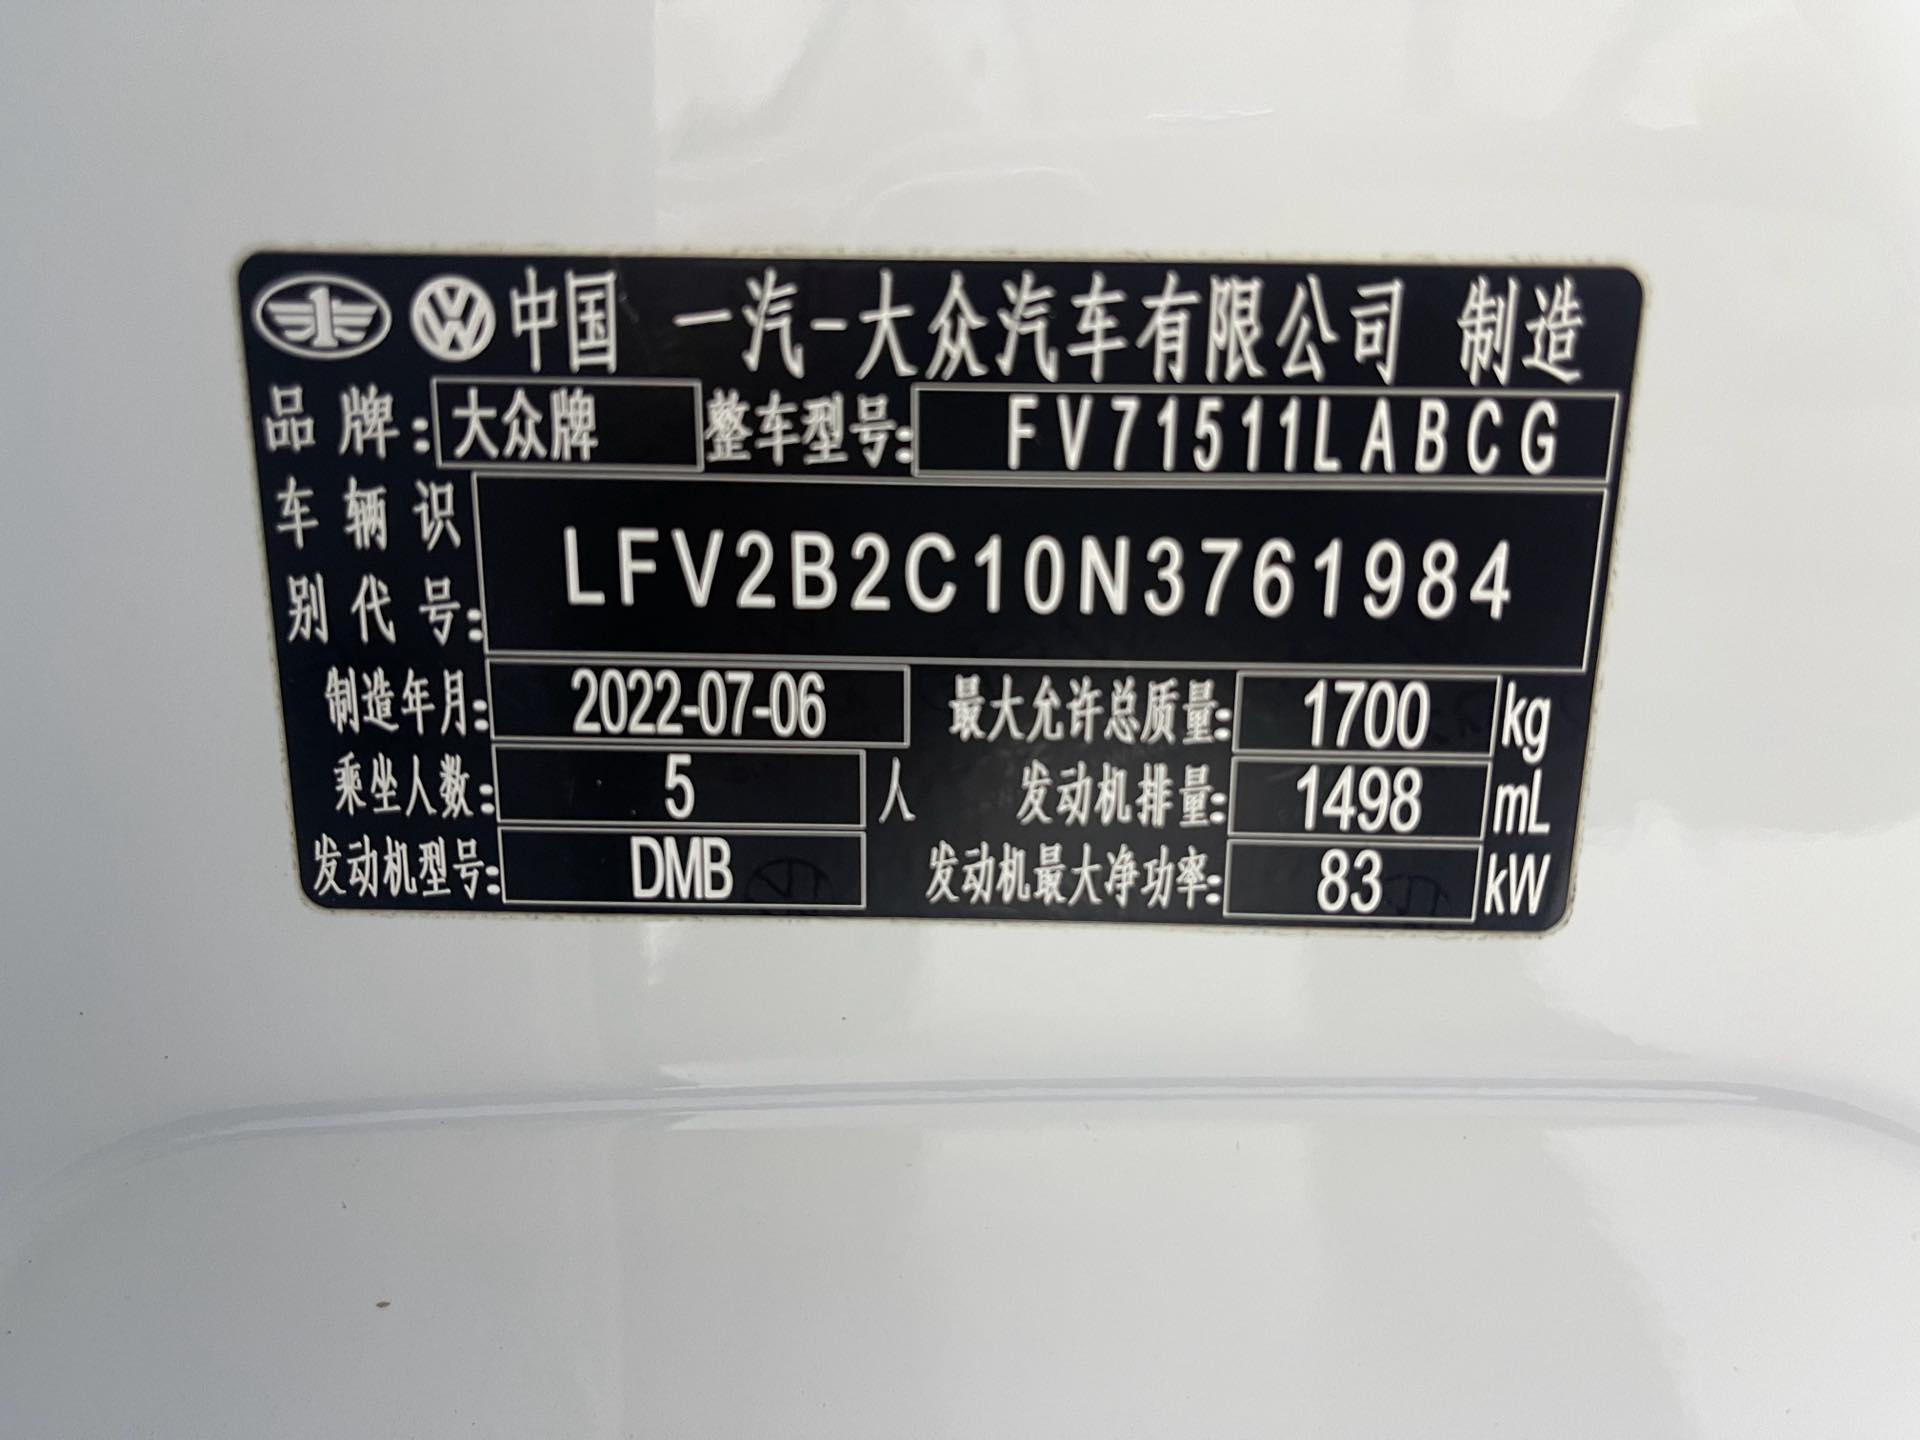 中国 一汽-大众汽车有限公司 制造
品牌: 大众牌 整车型号: FV71511LABCG
车辆识
别代号: LFV2B2C10N3761984
制造年月: 2022-07-06 最大允许总质量: 1700 kg
乘坐人数: 5 人 发动机排量: 1498 mL
发动机型号: DMB 发动机最大净功率: 83 kW